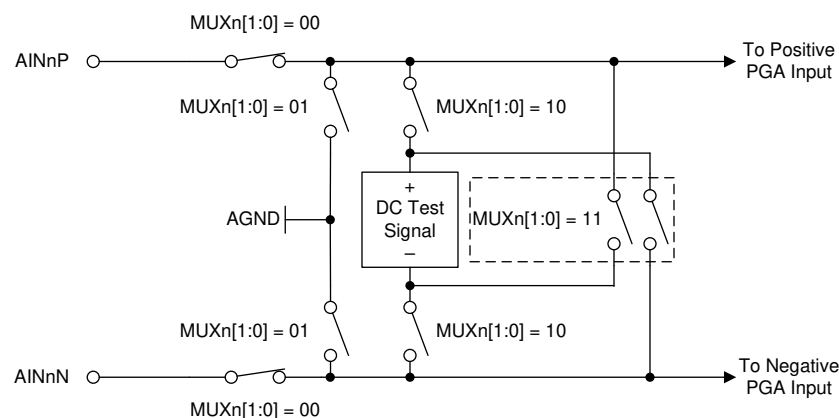 MUXn[1:0] = 00
AINnP
To Positive
PGA Input
MUXn[1:0] = 01
MUXn[1:0] = 10
+
DC Test
Signal
–
AGND
MUXn[1:0] = 11
MUXn[1:0] = 01
MUXn[1:0] = 10
AINnN
To Negative
PGA Input
MUXn[1:0] = 00